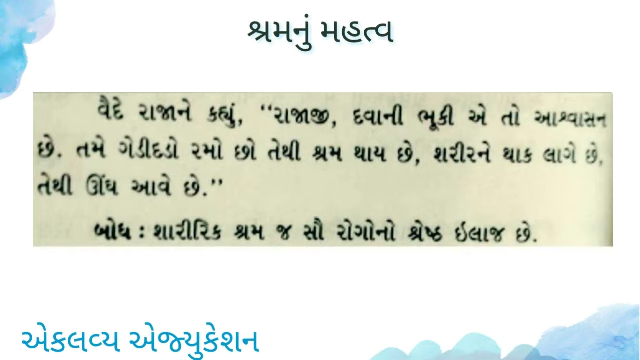 શ્રમનું મહત્વ
વૈદે રાજાને કહ્યું, “રાજાજી, દવાની ભૂકી એ તો આશ્વાસન
છે. તમે ગેડીદડો રમો છો તેથી શ્રમ થાય છે, શરીરને થાક લાગે છે,
તેથી ઊંઘ આવે છે.”
બોધ : શારીરિક શ્રમ જ સૌ રોગોનો શ્રેષ્ઠ ઇલાજ છે.
એકલવ્ય એજ્યુકેશન